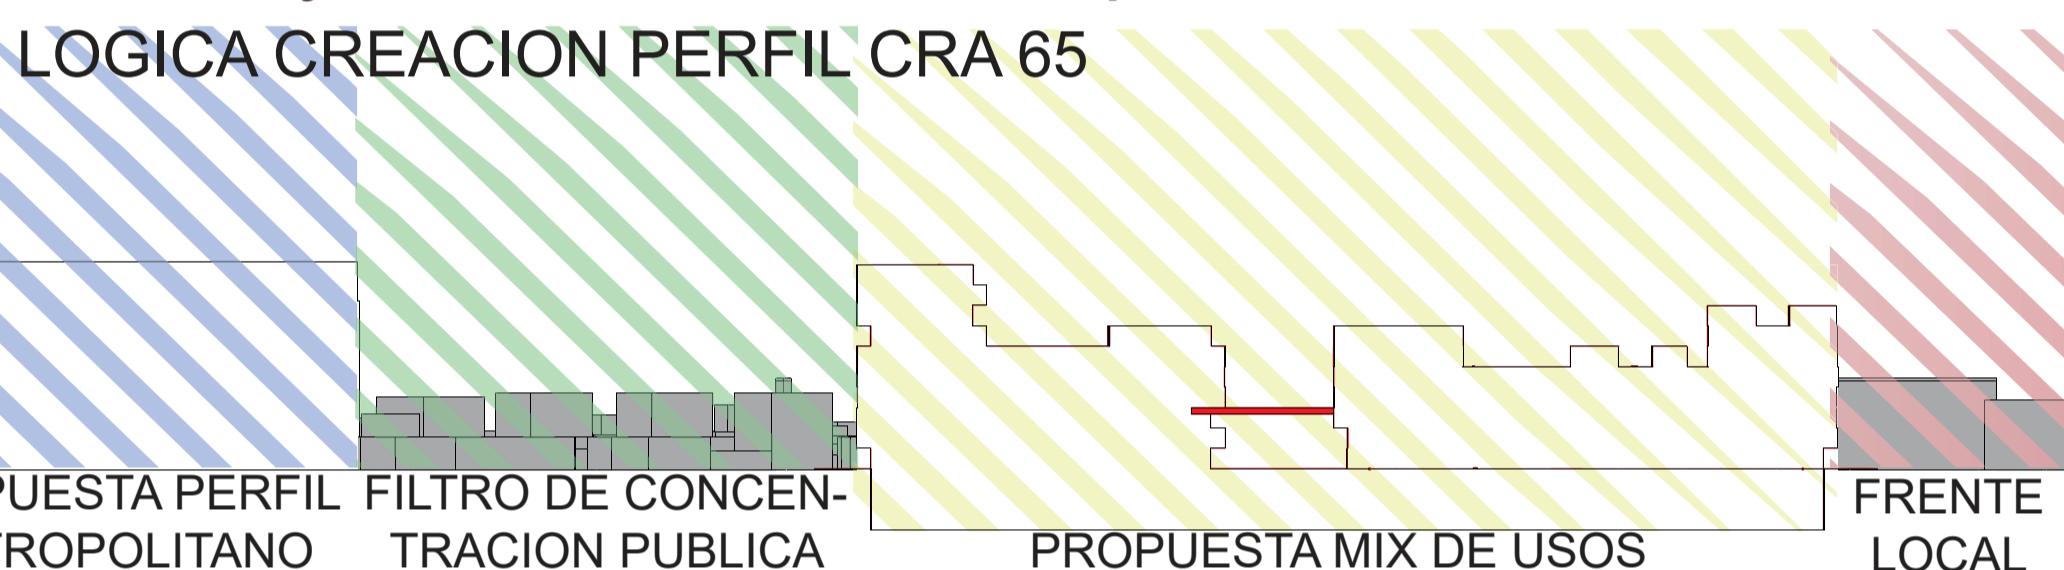 LOGICA CREACION PERFIL CRA 65
PUESTA PERFIL
TROPOLITANO
FILTRO DE CONCEN-
TRACION PUBLICA
PROPUESTA MIX DE USOS
FRENTE
LOCAL